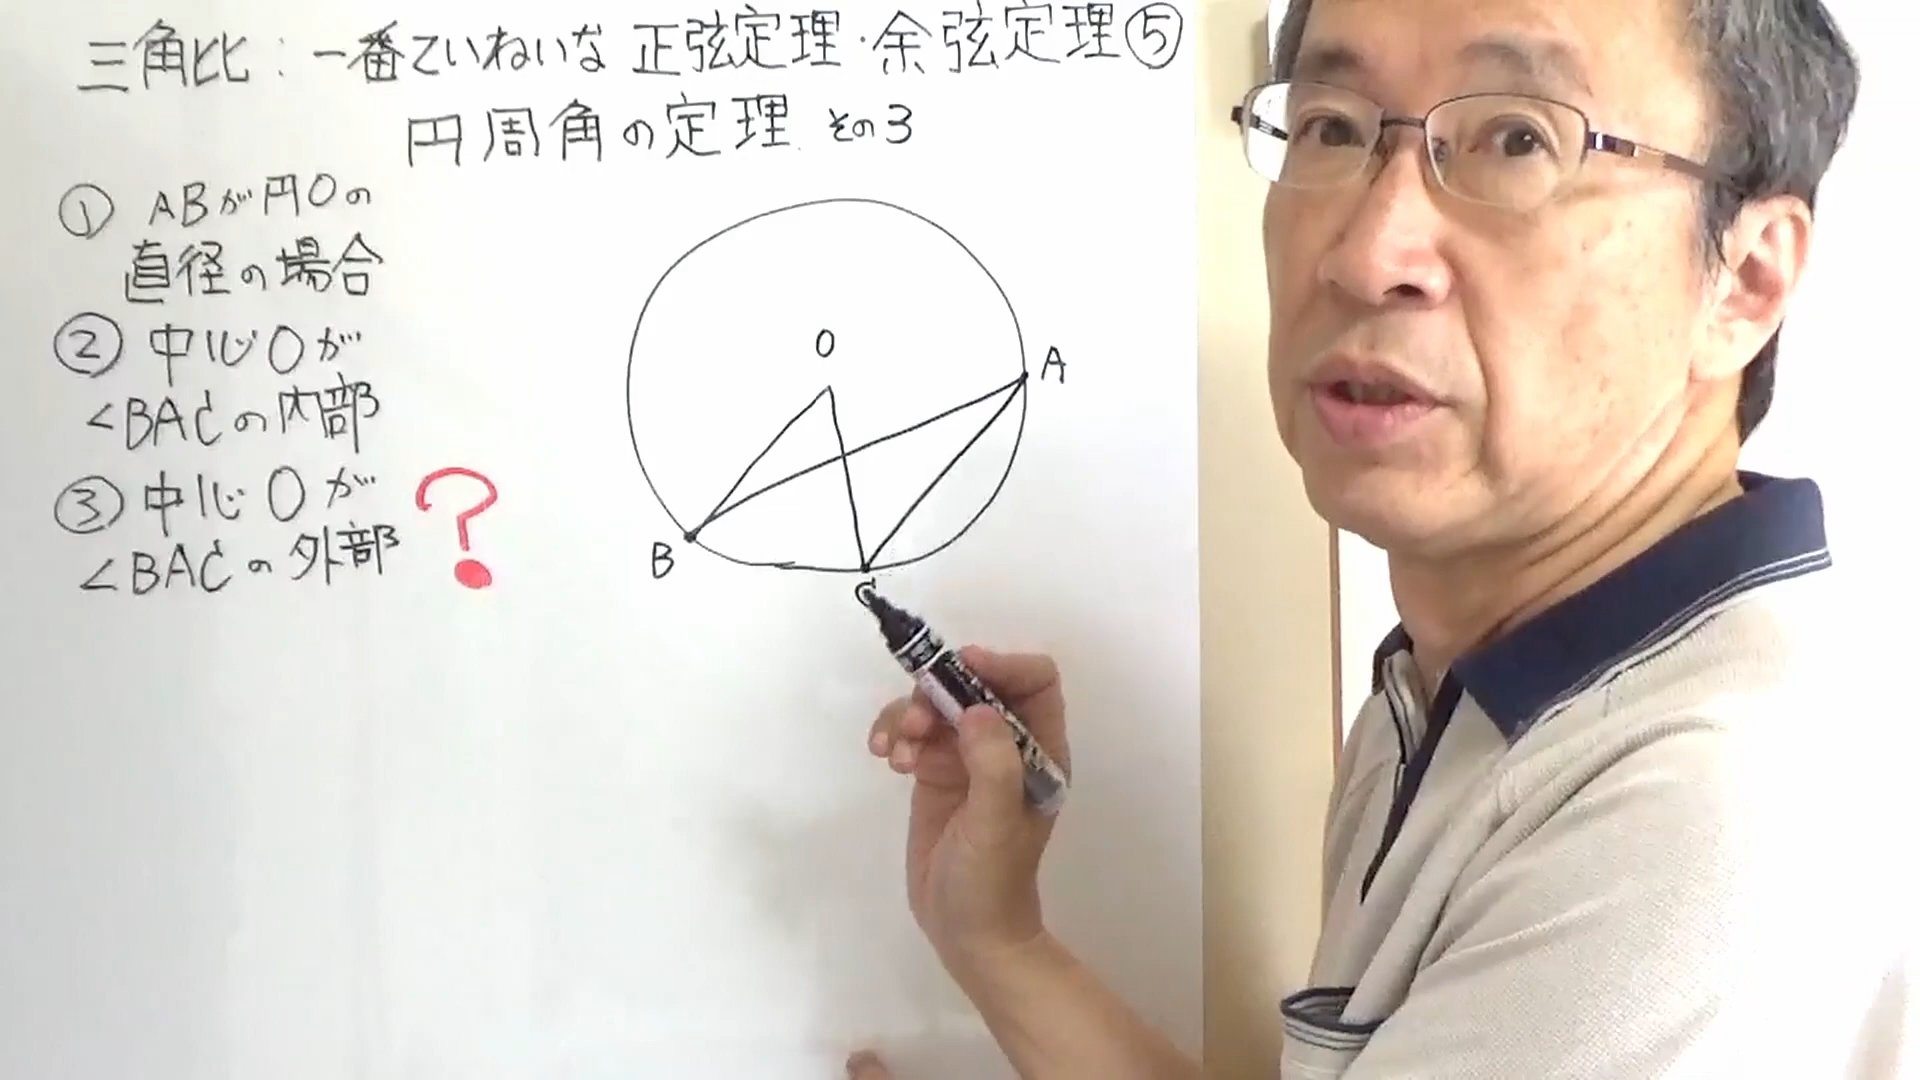 三角比：一番ていねいな 正弦定理・余弦定理⑤
円周角の定理 その3
① ABが円Oの
直径の場合
② 中心Oが
∠BACの内部
③ 中心Oが
∠BACの外部
?
O
A
B
C